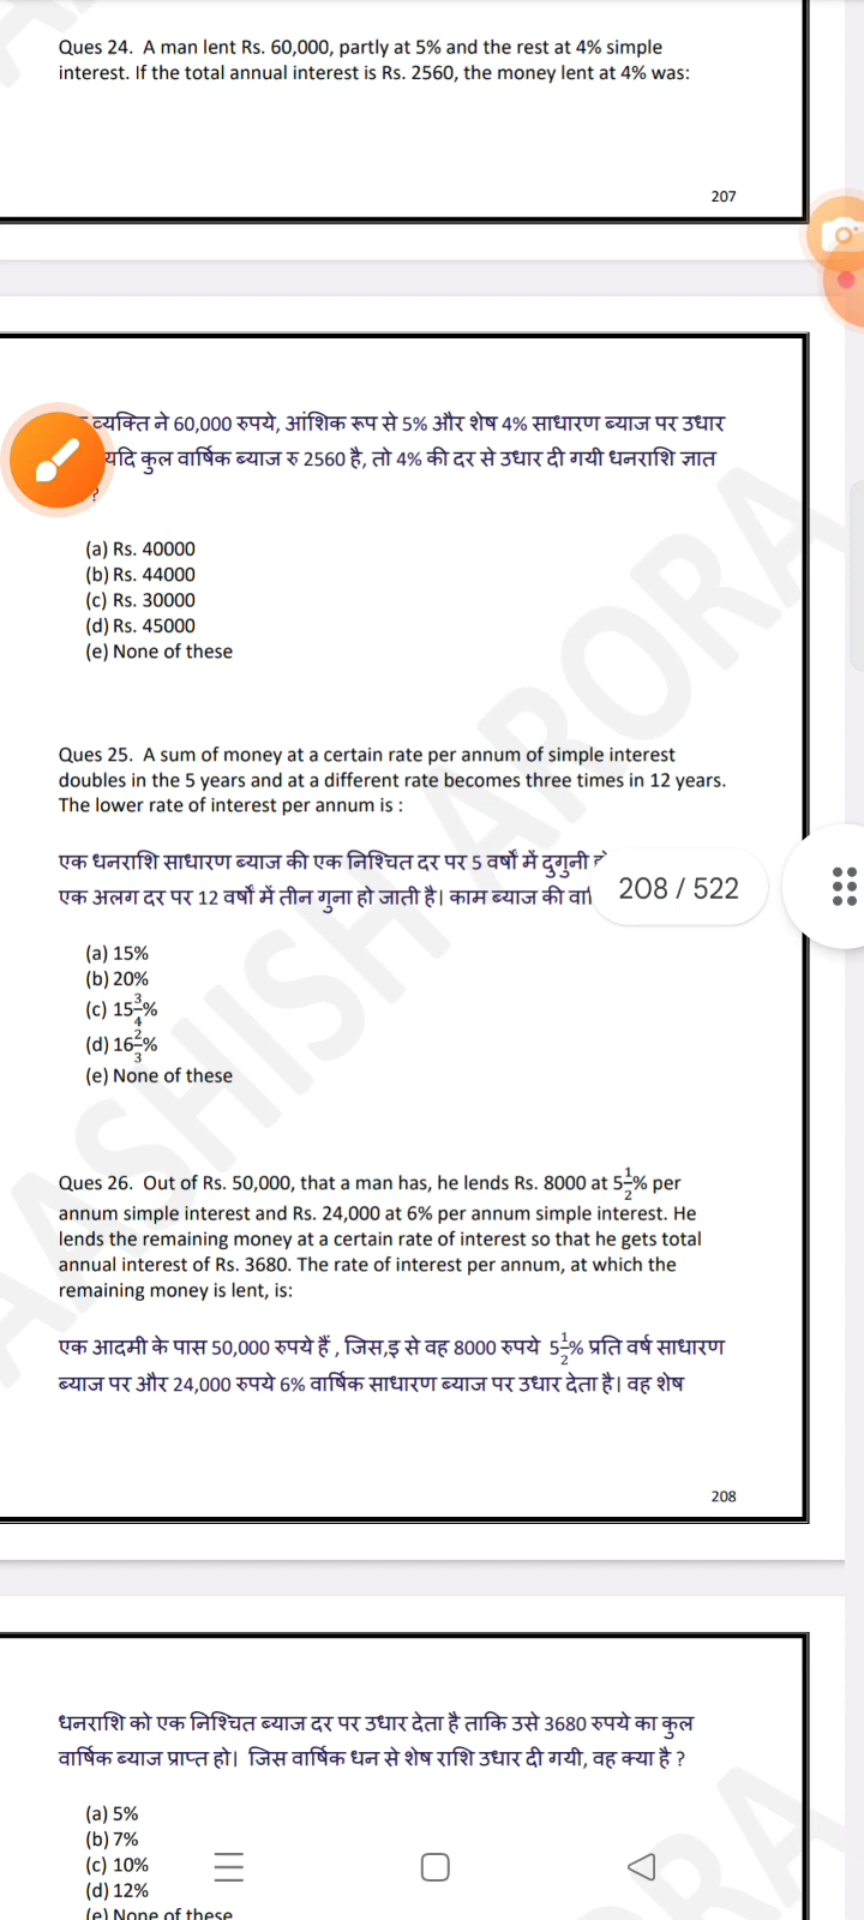 Ques 24. A man lent Rs. 60,000, partly at 5% and the rest at 4% simple
interest. If the total annual interest is Rs. 2560, the money lent at 4% was:
207
व्यक्ति ने 60,000 रुपये, आंशिक रूप से 5% और शेष 4% साधारण ब्याज पर उधार
यदि कुल वार्षिक ब्याज रु 2560 है, तो 4% की दर से उधार दी गयी धनराशि ज्ञात
?
(a) Rs. 40000
(b) Rs. 44000
(c) Rs. 30000
(d) Rs. 45000
(e) None of these
Ques 25. A sum of money at a certain rate per annum of simple interest
doubles in the 5 years and at a different rate becomes three times in 12 years.
The lower rate of interest per annum is :
एक धनराशि साधारण ब्याज की एक निश्चित दर पर 5 वर्षों में दुगुनी
एक अलग दर पर 12 वर्षों में तीन गुना हो जाती है। काम ब्याज की
208 / 522
(a) 15%
(b) 20%
(c) 15 3/4 %
(d) 16 2/3 %
(e) None of these
Ques 26. Out of Rs. 50,000, that a man has, he lends Rs. 8000 at 5 1/2 % per
annum simple interest and Rs. 24,000 at 6% per annum simple interest. He
lends the remaining money at a certain rate of interest so that he gets total
annual interest of Rs. 3680. The rate of interest per annum, at which the
remaining money is lent, is:
एक आदमी के पास 50,000 रुपये हैं , जिस,इ से वह 8000 रुपये 5 1/2 % प्रति वर्ष साधारण
ब्याज पर और 24,000 रुपये 6% वार्षिक साधारण ब्याज पर उधार देता है। वह शेष
208
धनराशि को एक निश्चित ब्याज दर पर उधार देता है ताकि उसे 3680 रुपये का कुल
वार्षिक ब्याज प्राप्त हो। जिस वार्षिक धन से शेष राशि उधार दी गयी, वह क्या है ?
(a) 5%
(b) 7%
(c) 10%
(d) 12%
(e) None of these
AASHISH ARORA